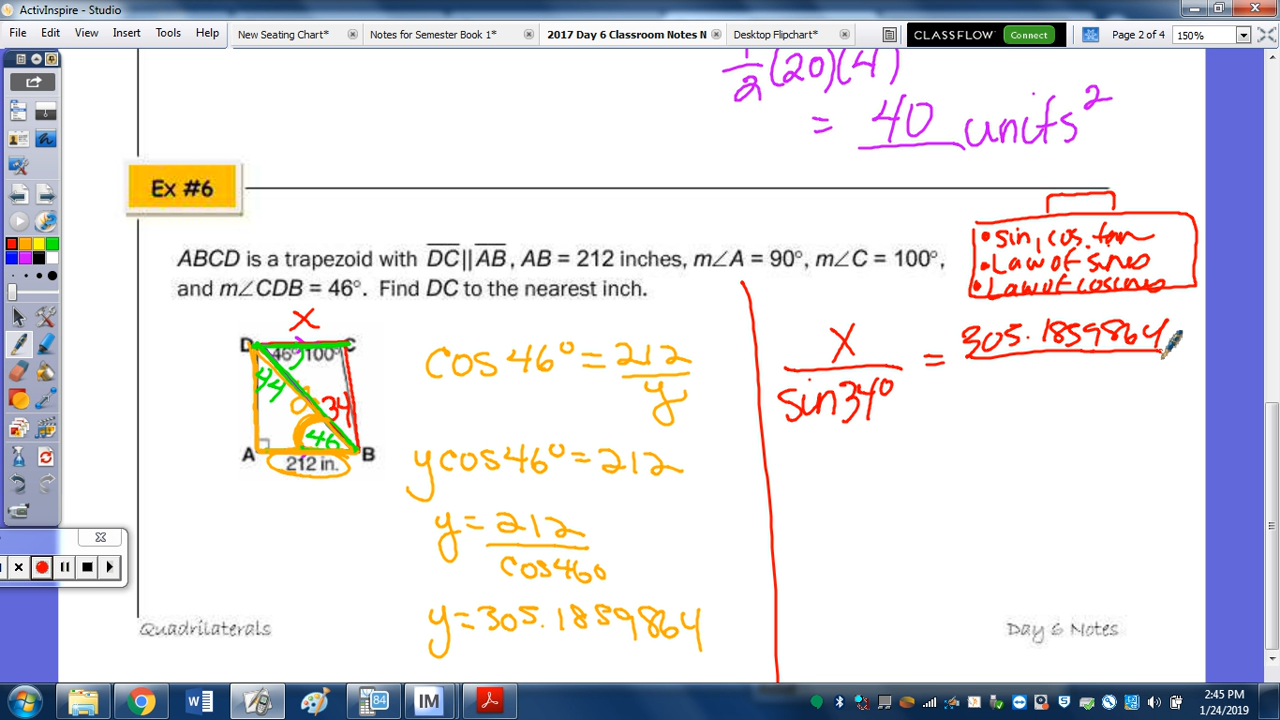 ActivInspire - Studio
File Edit View Insert Tools Help New Seating Chart* Notes for Semester Book 1* 2017 Day 6 Classroom Notes N Desktop Flipchart* CLASSFLOW Connect Page 2 of 4 150%
1/2 (20)(4)
= 40 units²
Ex #6
•sin, cos, tan
•Law of sines
•Law of cosines
ABCD is a trapezoid with DC||AB, AB = 212 inches, m∠A = 90°, m∠C = 100°,
and m∠CDB = 46°. Find DC to the nearest inch.
X
D C
46° 100°
44
34
46
A B
212 in.
cos 46° = 212/y
y cos 46° = 212
y = 212/cos 46°
y = 305.1859864
X/sin 34° = 305.1859864
Quadrilaterals Day 6 Notes
84
IM
2:45 PM
1/24/2019